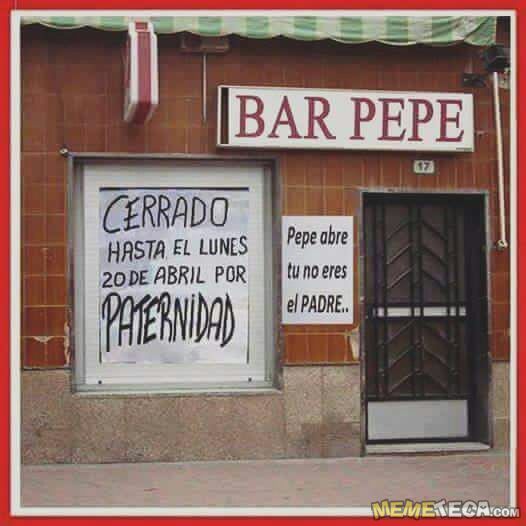 BAR PEPE
17
CERRADO
HASTA EL LUNES
20 DE ABRIL POR
PATERNIDAD
Pepe abre
tu no eres
el PADRE..
MEMETECA.COM